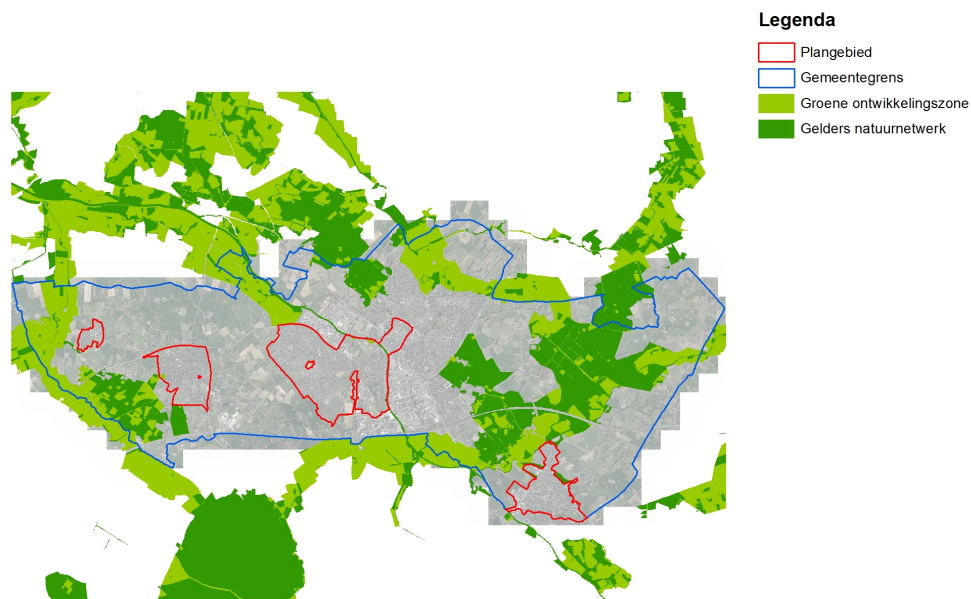 Legenda
Plangebied
Gemeentegrens
Groene ontwikkelingszone
Gelders natuurnetwerk